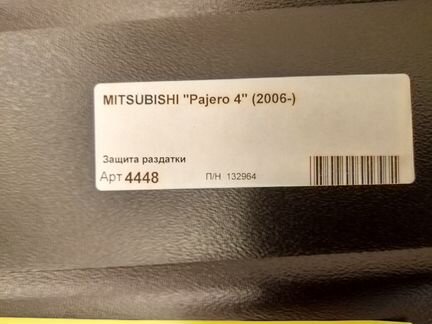 MITSUBISHI "Pajero 4" (2006-)
Защита раздатки
Арт 4448 П/Н 132964